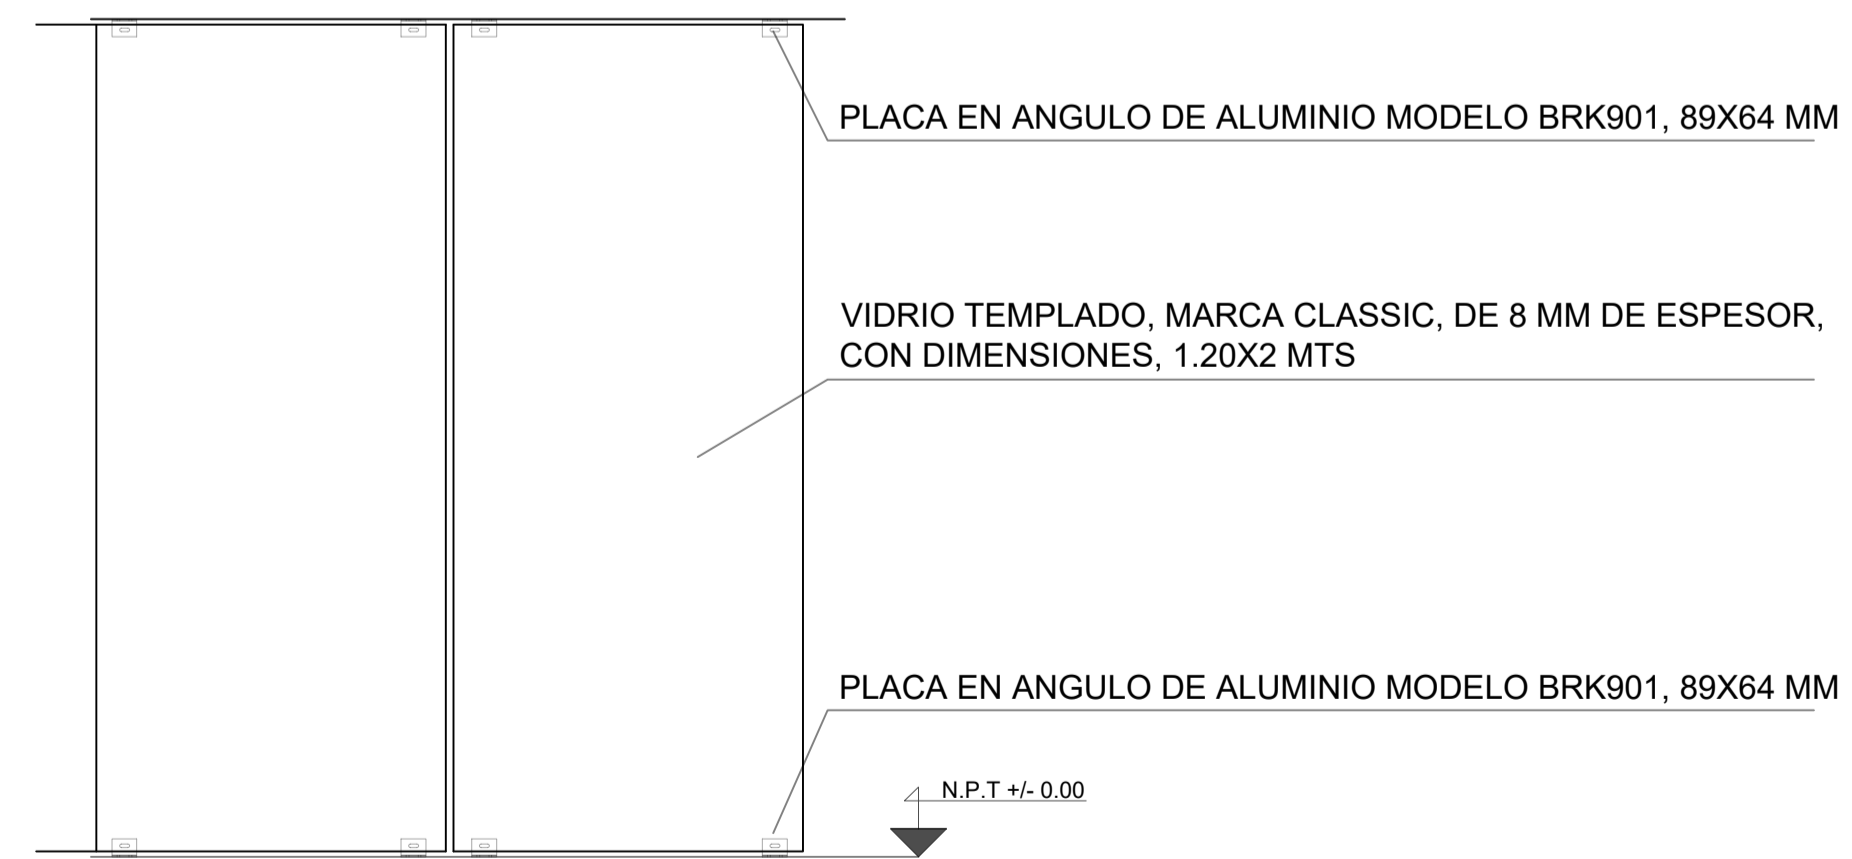 PLACA EN ANGULO DE ALUMINIO MODELO BRK901, 89X64 MM
VIDRIO TEMPLADO, MARCA CLASSIC, DE 8 MM DE ESPESOR,
CON DIMENSIONES, 1.20X2 MTS
PLACA EN ANGULO DE ALUMINIO MODELO BRK901, 89X64 MM
N.P.T +/- 0.00